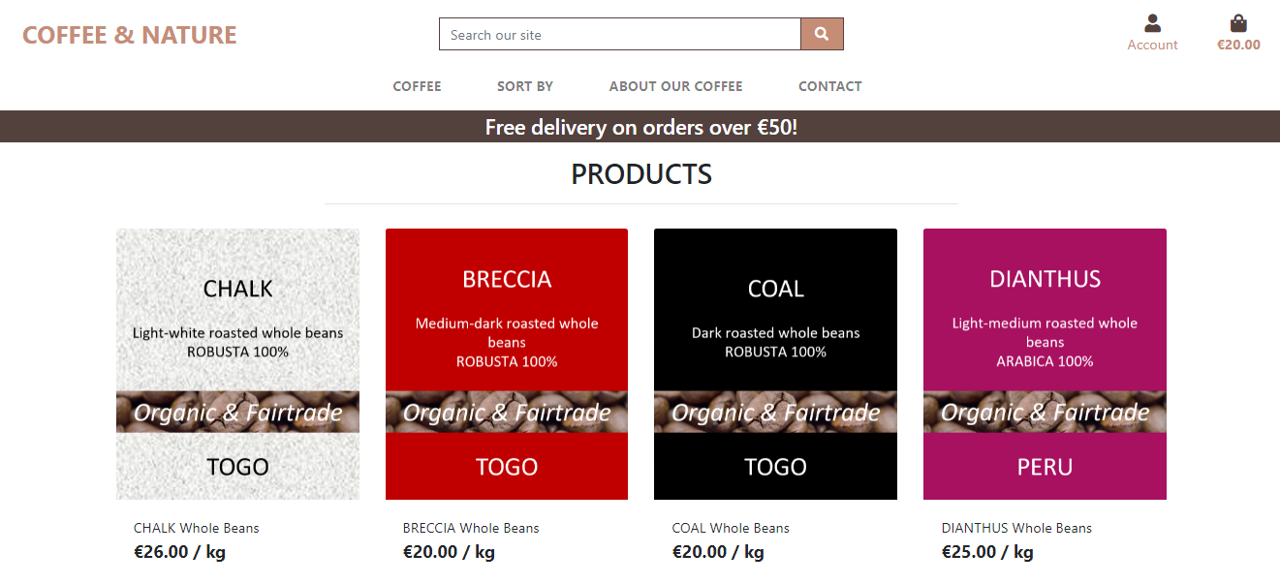 COFFEE & NATURE
Search our site
Account
€20.00
COFFEE
SORT BY
ABOUT OUR COFFEE
CONTACT
Free delivery on orders over €50!
PRODUCTS
CHALK
Light-white roasted whole beans
ROBUSTA 100%
Organic & Fairtrade
TOGO
CHALK Whole Beans
€26.00 / kg
BRECCIA
Medium-dark roasted whole
beans
ROBUSTA 100%
Organic & Fairtrade
TOGO
BRECCIA Whole Beans
€20.00 / kg
COAL
Dark roasted whole beans
ROBUSTA 100%
Organic & Fairtrade
TOGO
COAL Whole Beans
€20.00 / kg
DIANTHUS
Light-medium roasted whole
beans
ARABICA 100%
Organic & Fairtrade
PERU
DIANTHUS Whole Beans
€25.00 / kg